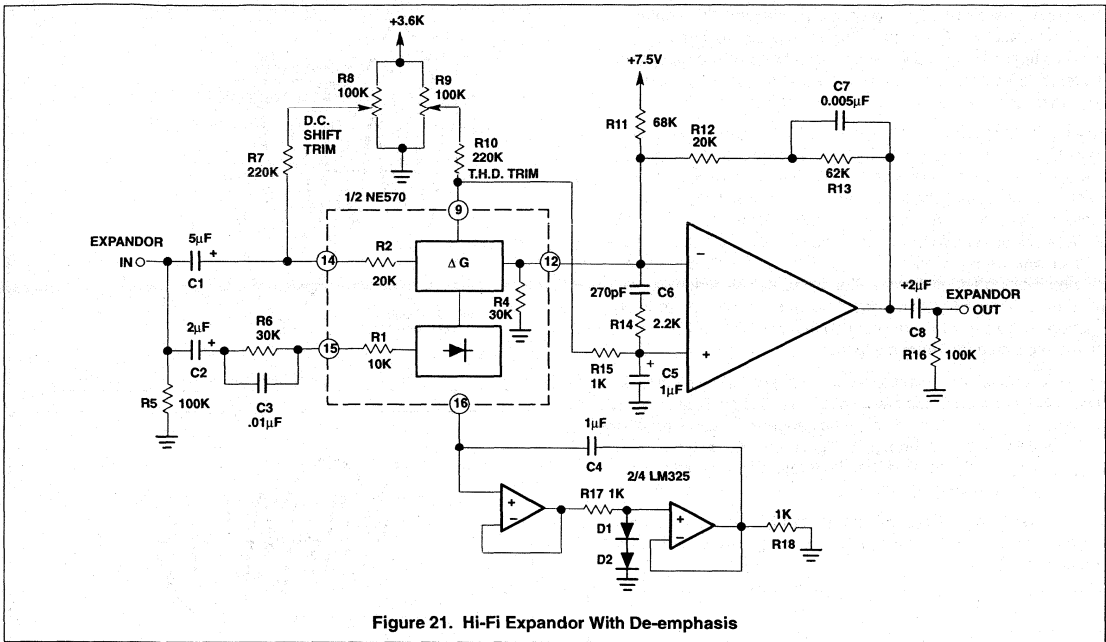 +3.6K
R8
100K
R9
100K
D.C.
SHIFT
TRIM
R7
220K
R10
220K
T.H.D. TRIM
1/2 NE570
9
EXPANDOR
IN
5µF
+
C1
14
R2
20K
ΔG
12
R4
30K
2µF
+
C2
R6
30K
C3
.01µF
15
R1
10K
R5
100K
16
+7.5V
R11
68K
R12
20K
C7
0.005µF
62K
R13
270pF
C6
R14
2.2K
R15
1K
+
C5
1µF
−
+
+2µF
C8
EXPANDOR
OUT
R16
100K
1µF
C4
2/4 LM325
+
−
R17 1K
D1
D2
+
−
1K
R18
Figure 21. Hi-Fi Expandor With De-emphasis